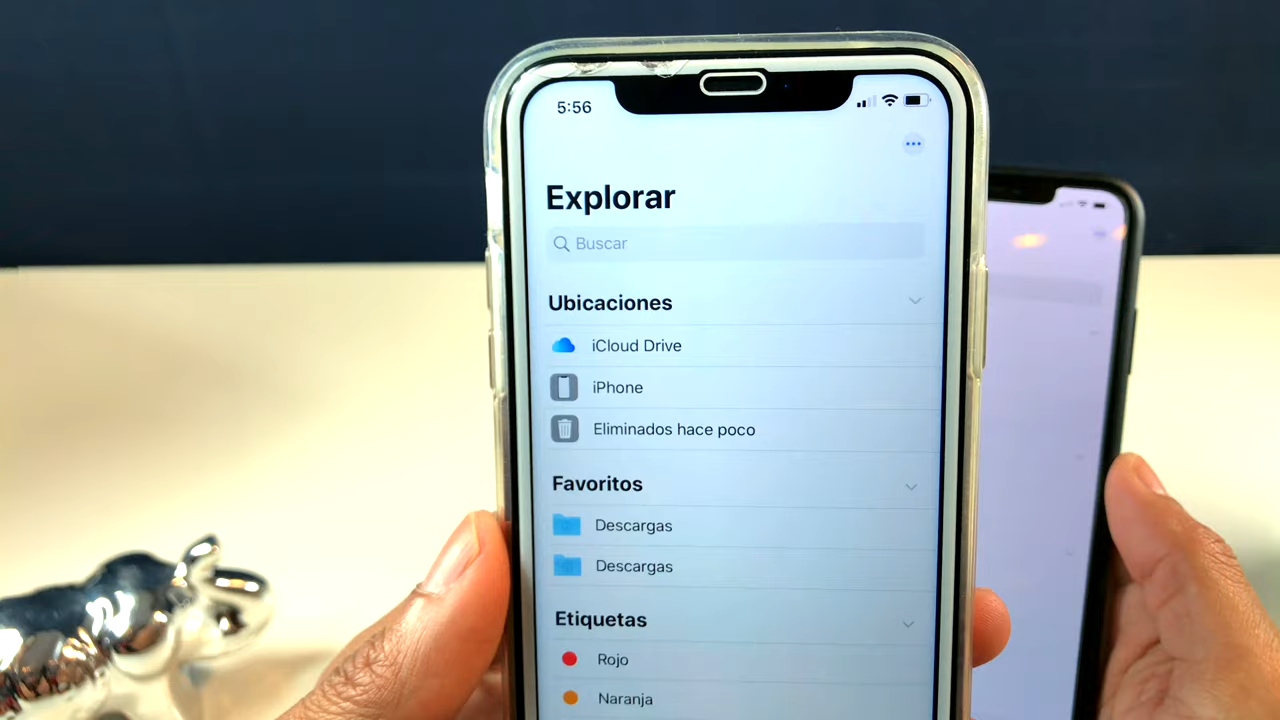 5:56
Explorar
Buscar
Ubicaciones
iCloud Drive
iPhone
Eliminados hace poco
Favoritos
Descargas
Descargas
Etiquetas
Rojo
Naranja